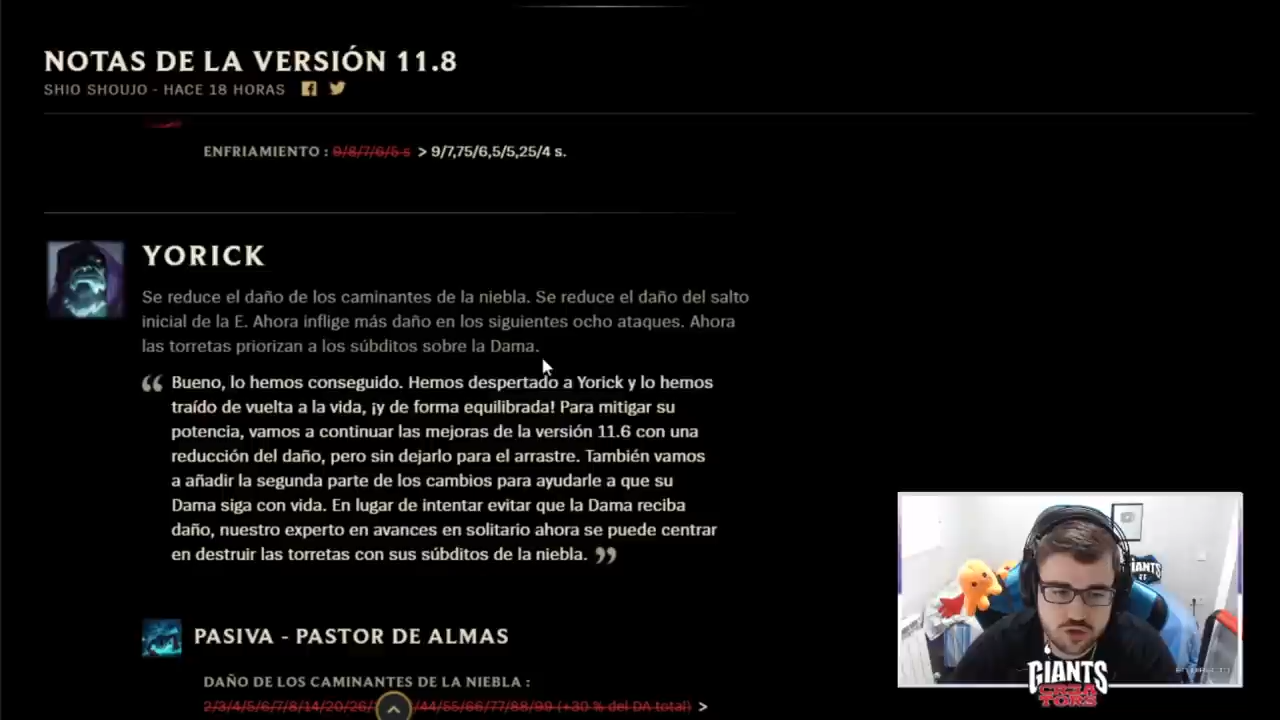 NOTAS DE LA VERSIÓN 11.8
SHIO SHOUJO - HACE 18 HORAS
ENFRIAMIENTO : 9/8/7/6/5 s > 9/7,75/6,5/5,25/4 s.
YORICK
Se reduce el daño de los caminantes de la niebla. Se reduce el daño del salto
inicial de la E. Ahora inflige más daño en los siguientes ocho ataques. Ahora
las torretas priorizan a los súbditos sobre la Dama.
“ Bueno, lo hemos conseguido. Hemos despertado a Yorick y lo hemos
traído de vuelta a la vida, ¡y de forma equilibrada! Para mitigar su
potencia, vamos a continuar las mejoras de la versión 11.6 con una
reducción del daño, pero sin dejarlo para el arrastre. También vamos
a añadir la segunda parte de los cambios para ayudarle a que su
Dama siga con vida. En lugar de intentar evitar que la Dama reciba
daño, nuestro experto en avances en solitario ahora se puede centrar
en destruir las torretas con sus súbditos de la niebla. ”
PASIVA - PASTOR DE ALMAS
DAÑO DE LOS CAMINANTES DE LA NIEBLA :
2/3/4/5/6/7/8/14/20/26/ 44/55/66/77/88/99 (+30 % del DA total) >
GIANTS
GIANTS
CREA
TORS